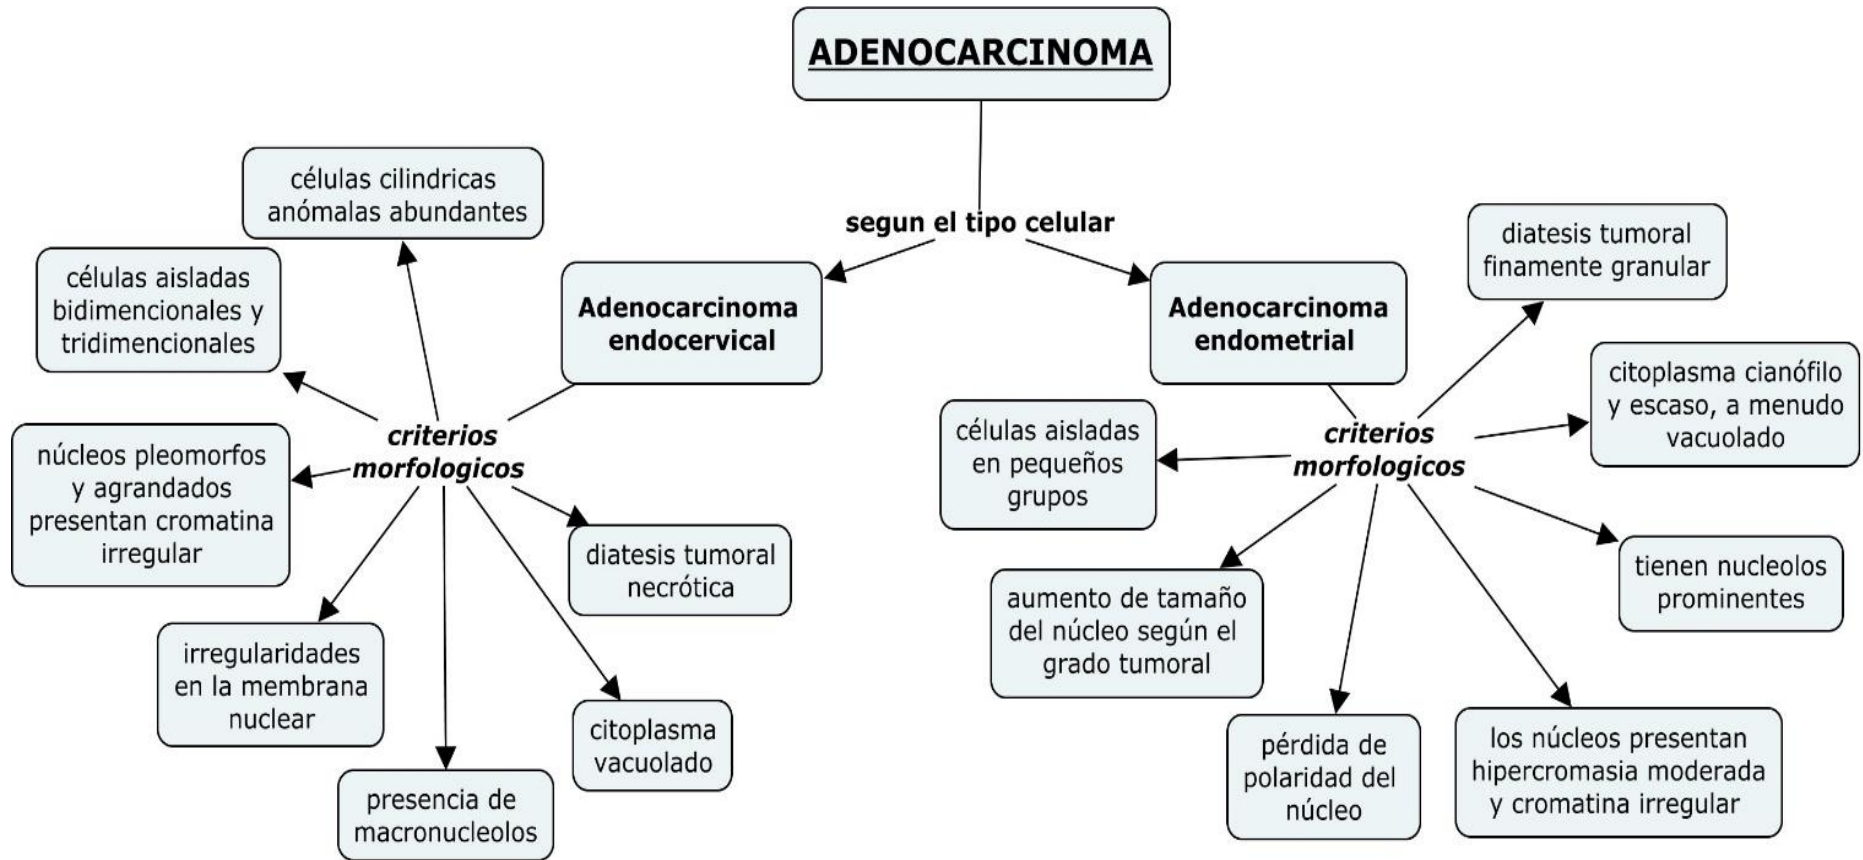 ADENOCARCINOMA
segun el tipo celular
Adenocarcinoma
endocervical
criterios
morfologicos
células cilindricas
anómalas abundantes
células aisladas
bidimencionales y
tridimencionales
núcleos pleomorfos
y agrandados
presentan cromatina
irregular
irregularidades
en la membrana
nuclear
presencia de
macronucleolos
citoplasma
vacuolado
diatesis tumoral
necrótica
Adenocarcinoma
endometrial
criterios
morfologicos
diatesis tumoral
finamente granular
citoplasma cianófilo
y escaso, a menudo
vacuolado
tienen nucleolos
prominentes
los núcleos presentan
hipercromasia moderada
y cromatina irregular
pérdida de
polaridad del
núcleo
aumento de tamaño
del núcleo según el
grado tumoral
células aisladas
en pequeños
grupos